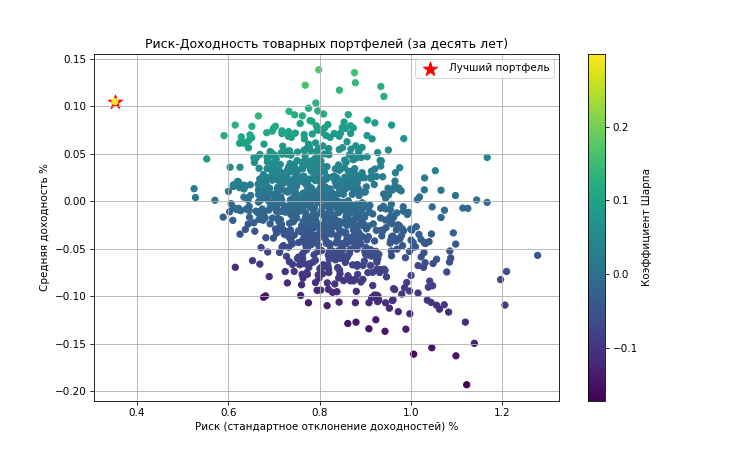 Риск-Доходность товарных портфелей (за десять лет)
Лучший портфель
0.15
0.10
0.05
0.00
−0.05
−0.10
−0.15
−0.20
Средняя доходность %
0.4 0.6 0.8 1.0 1.2
Риск (стандартное отклонение доходностей) %
0.2
0.1
0.0
−0.1
Коэффициент Шарпа